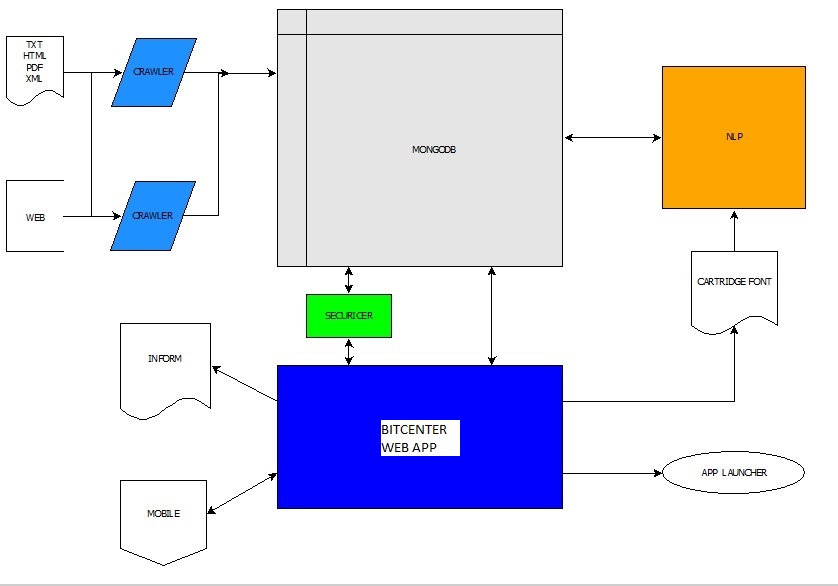 TXT
HTML
PDF
XML
CRAWLER
MONGODB
NLP
WEB
CRAWLER
CARTRIDGE FONT
SECURICER
INFORM
BITCENTER
WEB APP
APP LAUNCHER
MOBILE